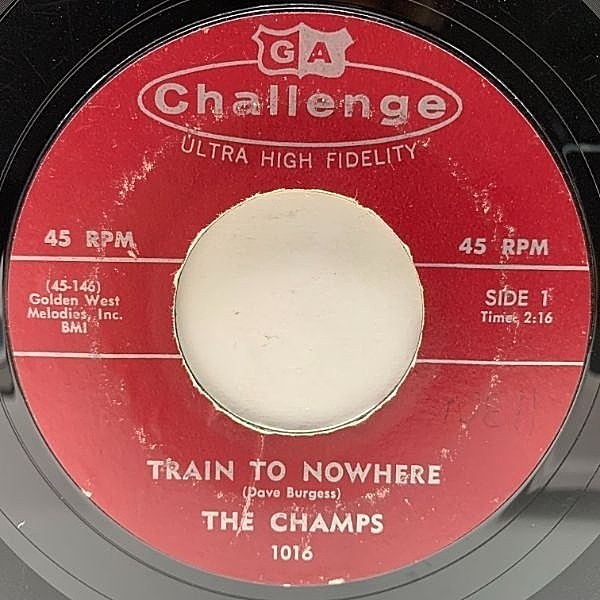 GA
Challenge
ULTRA HIGH FIDELITY
45 RPM
45 RPM
(45-146)
Golden West
Melodies, Inc.
BMI
SIDE 1
Time: 2:16
TRAIN TO NOWHERE
(Dave Burgess)
THE CHAMPS
1016